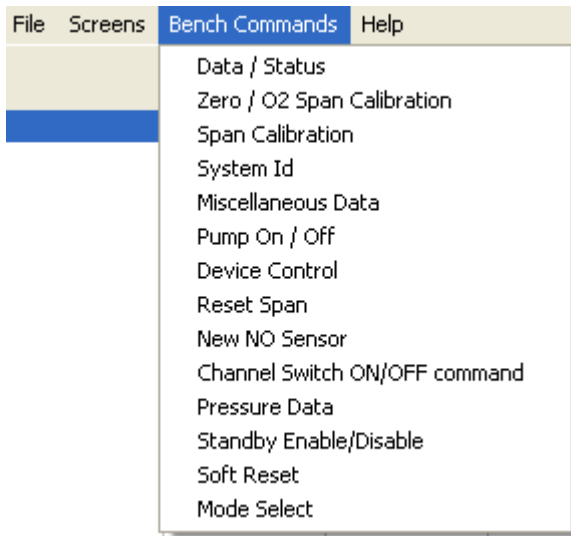 File Screens Bench Commands Help
Data / Status
Zero / O2 Span Calibration
Span Calibration
System Id
Miscellaneous Data
Pump On / Off
Device Control
Reset Span
New NO Sensor
Channel Switch ON/OFF command
Pressure Data
Standby Enable/Disable
Soft Reset
Mode Select